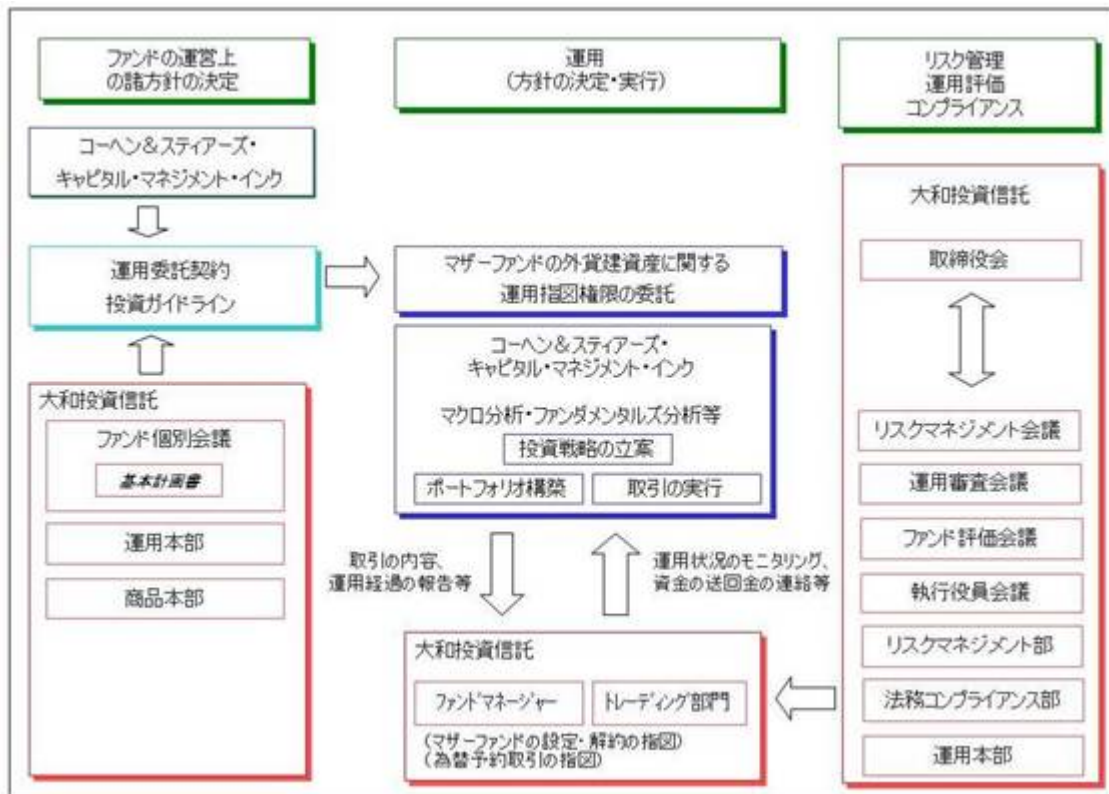 ファンドの運営上
の諸方針の決定
運用
(方針の決定・実行)
リスク管理
運用評価
コンプライアンス
コーヘン&スティアーズ・
キャピタル・マネジメント・インク
運用委託契約
投資ガイドライン
マザーファンドの外貨建資産に関する
運用指図権限の委託
コーヘン&スティアーズ・
キャピタル・マネジメント・インク
マクロ分析・ファンダメンタルズ分析等
投資戦略の立案
ポートフォリオ構築
取引の実行
大和投資信託
ファンド個別会議
基本計画書
運用本部
商品本部
取引の内容、
運用経過の報告等
運用状況のモニタリング、
資金の送回金の連絡等
大和投資信託
ファンドマネージャー
トレーディング部門
(マザーファンドの設定・解約の指図)
(為替予約取引の指図)
大和投資信託
取締役会
リスクマネジメント会議
運用審査会議
ファンド評価会議
執行役員会議
リスクマネジメント部
法務コンプライアンス部
運用本部